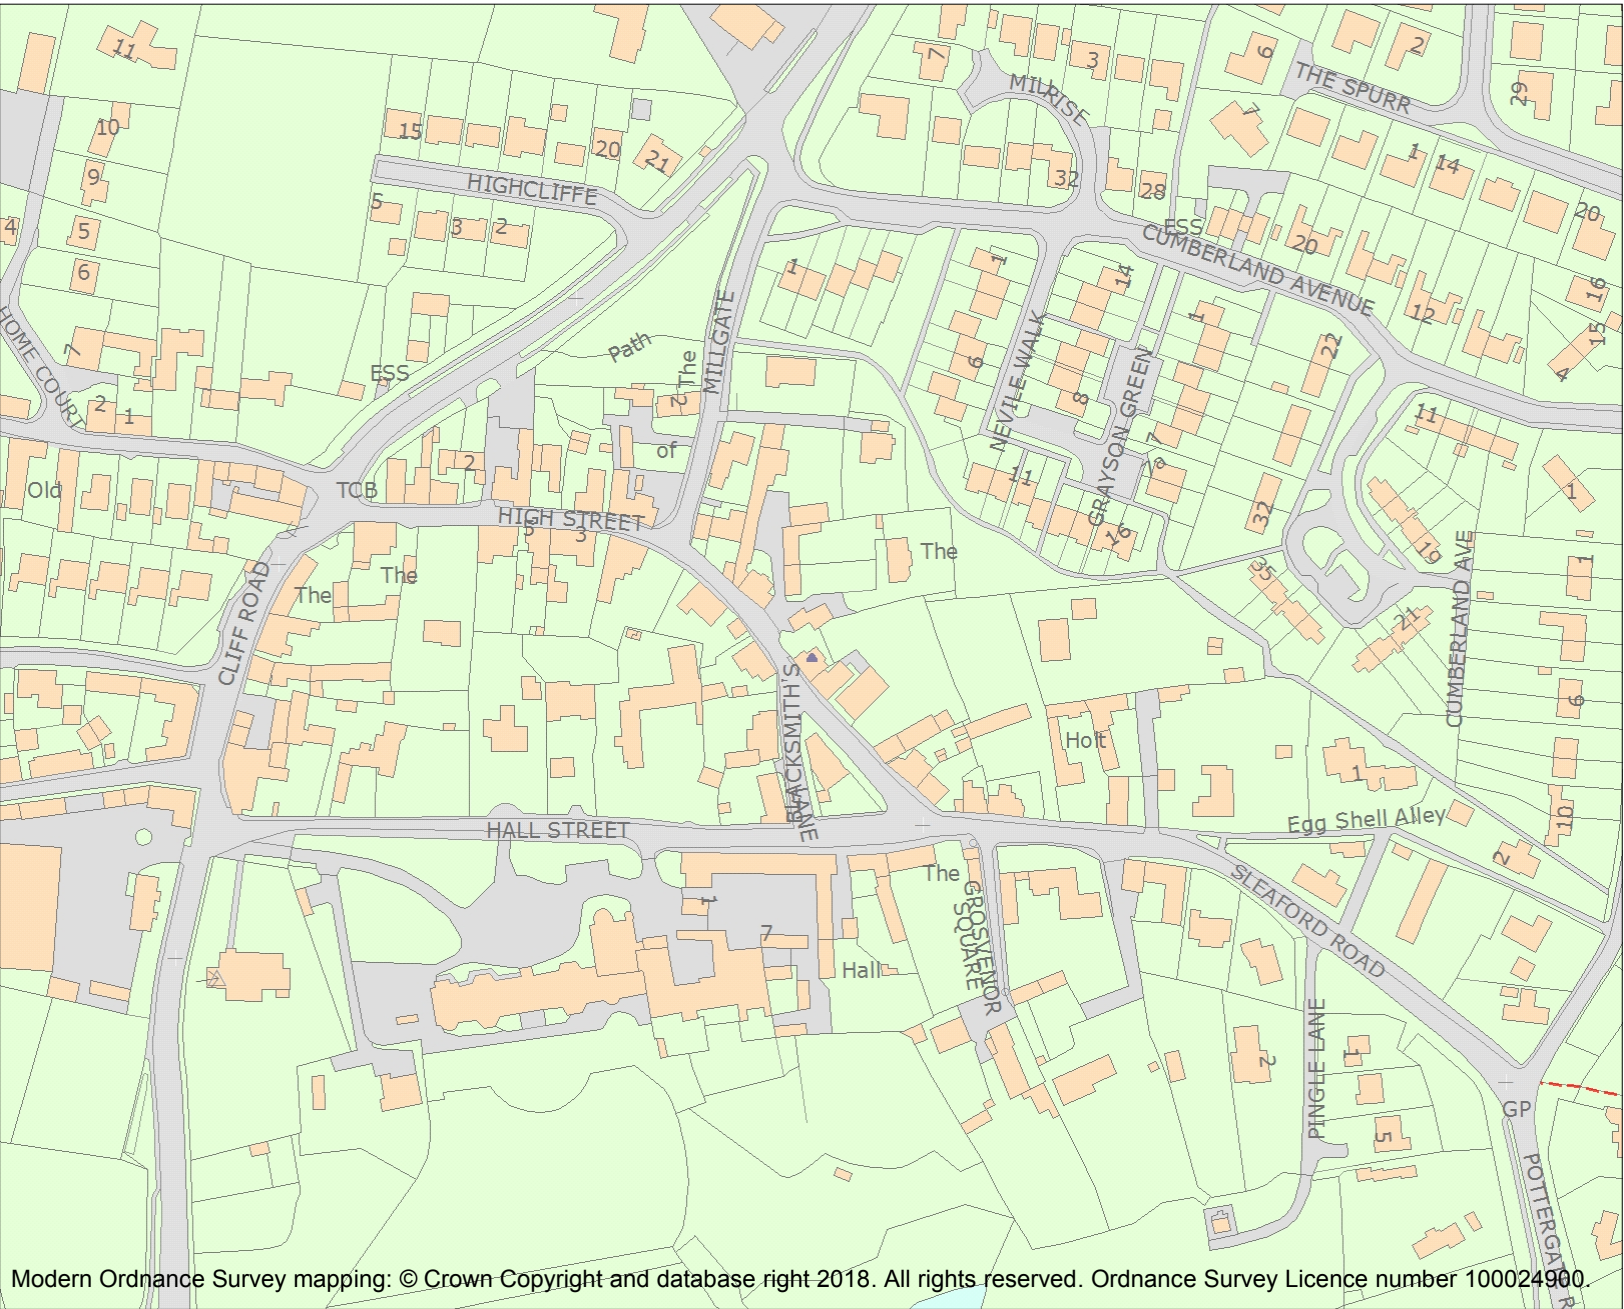 11
7
3
6
2
THE SPURR
29
MILRISE
7
10
15
20
21
1
14
9
HIGHCLIFFE
32
28
20
5
3
2
4
5
ESS
CUMBERLAND AVENUE
20
6
1
1
14
16
HOME COURT
MILLGATE
1
12
15
7
Path
NEVILE WALK
22
ESS
The
6
GRAYSON GREEN
4
2
1
2
8
11
2
of
7
7a
Old
TCB
11
1
HIGH STREET
32
5
3
16
19
The
CUMBERLAND AVE
1
The
The
35
CLIFF ROAD
21
BLACKSMITH'S
LANE
6
Holt
1
HALL STREET
Egg Shell Alley
10
2
The
SLEAFORD ROAD
1
GROSVENOR
SQUARE
7
Hall
PINGLE LANE
2
1
GP
5
POTTERGATE R
Modern Ordnance Survey mapping: © Crown Copyright and database right 2018. All rights reserved. Ordnance Survey Licence number 100024900.